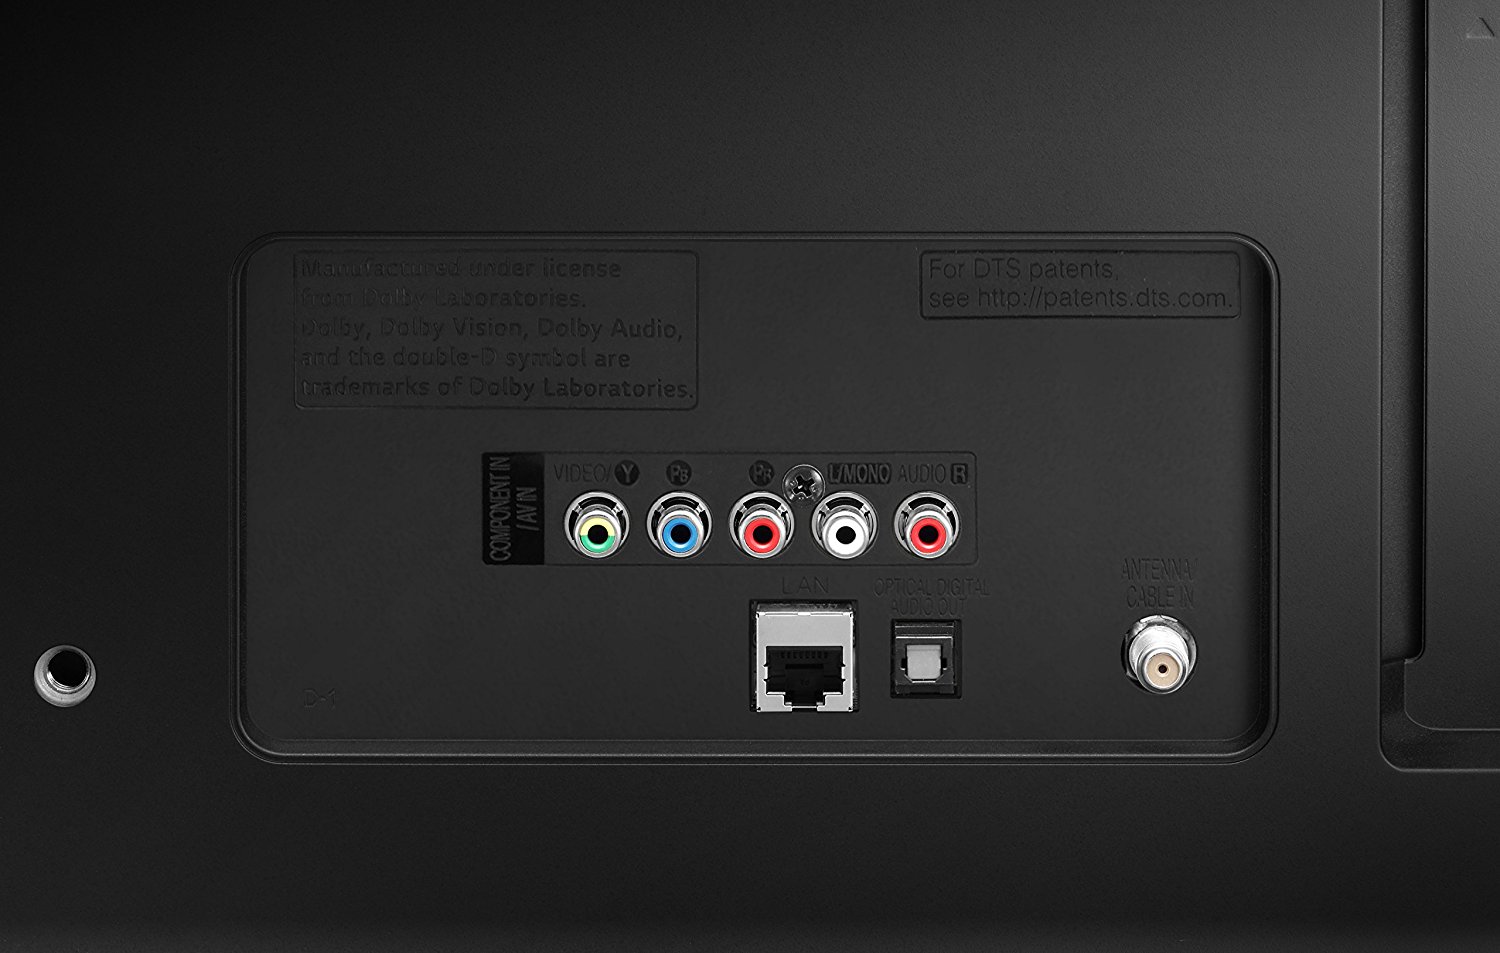 Manufactured under license
from Dolby Laboratories.
Dolby, Dolby Vision, Dolby Audio,
and the double-D symbol are
trademarks of Dolby Laboratories.
For DTS patents,
see http://patents.dts.com.
COMPONENT IN
/ AV IN
VIDEO/ Y PB PR L/MONO AUDIO R
LAN
OPTICAL DIGITAL
AUDIO OUT
ANTENNA/
CABLE IN
D-1